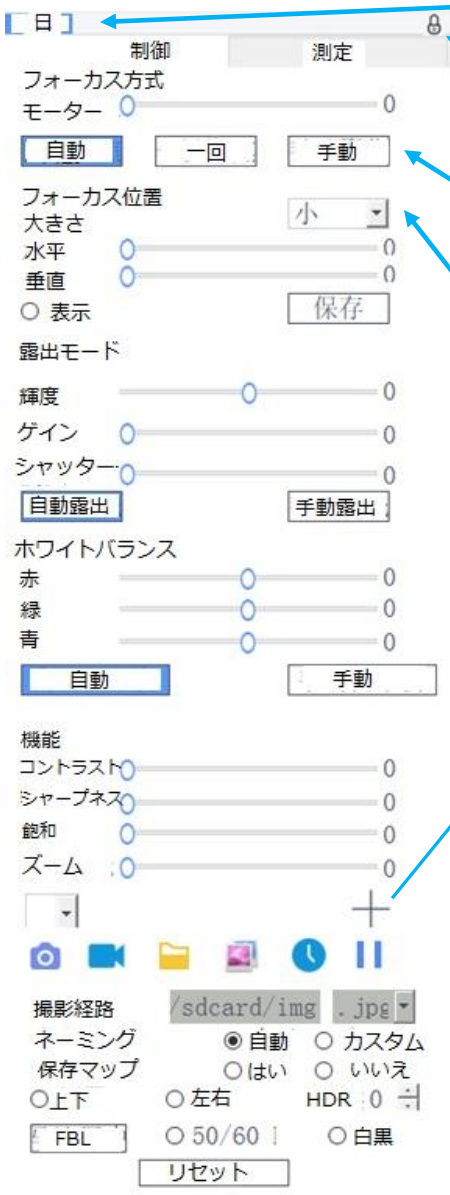 日
制御 測定
フォーカス方式
モーター 0
自動 一回 手動
フォーカス位置
大きさ 小
水平 0
垂直 0
表示 保存
露出モード
輝度 0
ゲイン 0
シャッター 0
自動露出 手動露出
ホワイトバランス
赤 0
緑 0
青 0
自動 手動
機能
コントラスト 0
シャープネス 0
飽和 0
ズーム 0
撮影経路 /sdcard/img .jpg
ネーミング 自動 カスタム
保存マップ はい いいえ
上下 左右 HDR 0
FBL 50/60 白黒
リセット